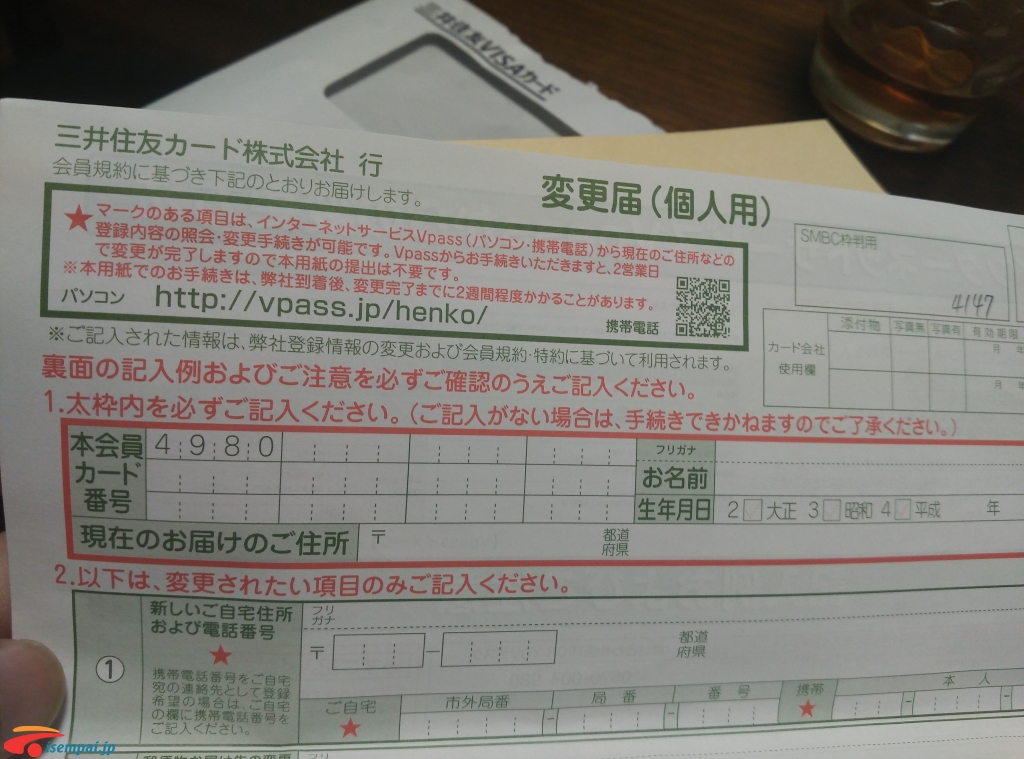 三井住友VISAカード
三井住友カード株式会社 行
会員規約に基づき下記のとおりお届けします。
変更届（個人用）
★マークのある項目は、インターネットサービスVpass（パソコン・携帯電話）から現在のご住所などの
登録内容の照会・変更手続きが可能です。Vpassからお手続きいただきますと、2営業日
で変更が完了しますので本用紙の提出は不要です。
※本用紙でのお手続きは、弊社到着後、変更完了までに2週間程度かかることがあります。
パソコン http://vpass.jp/henko/ 携帯電話
SMBC枠判用
4147
カード会社
使用欄
添付物 写真無 写真有 有効期限
月 年
月 年
※ご記入された情報は、弊社登録情報の変更および会員規約・特約に基づいて利用されます。
裏面の記入例およびご注意を必ずご確認のうえご記入ください。
1.太枠内を必ずご記入ください。（ご記入がない場合は、手続きできかねますのでご了承ください。）
本会員
カード
番号
4980
フリガナ
お名前
生年月日 2□大正 3□昭和 4□平成 年
現在のお届けのご住所 〒 都道
府県
2.以下は、変更されたい項目のみご記入ください。
①
新しいご自宅住所
および電話番号
★
携帯電話番号をご自宅
宛の連絡先として登録
希望の場合は、ご自宅
の欄に携帯電話番号を
ご記入ください。
フリ
ガナ
〒 － 都道
府県
ご自宅
★
市外局番 局番 番号
携帯
★
本人
senpai.jp